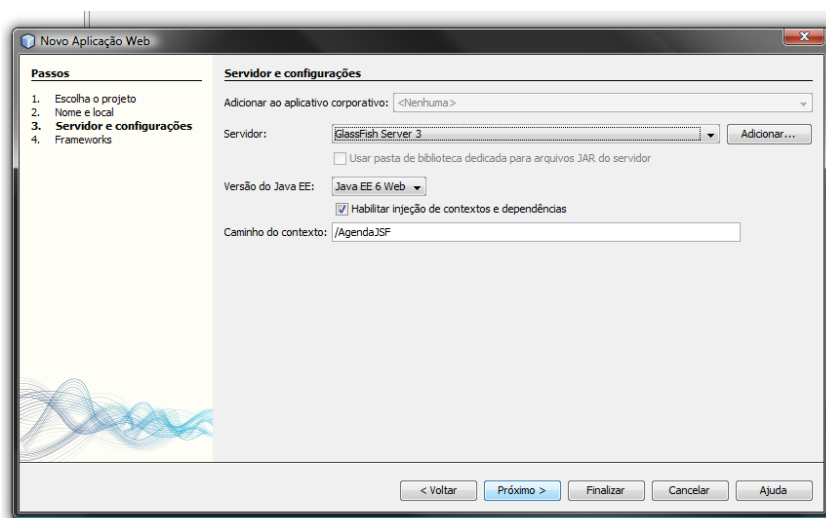 Novo Aplicação Web
Passos
1. Escolha o projeto
2. Nome e local
3. Servidor e configurações
4. Frameworks
Servidor e configurações
Adicionar ao aplicativo corporativo: <Nenhuma>
Servidor: GlassFish Server 3 Adicionar...
Usar pasta de biblioteca dedicada para arquivos JAR do servidor
Versão do Java EE: Java EE 6 Web
Habilitar injeção de contextos e dependências
Caminho do contexto: /AgendaJSF
< Voltar Próximo > Finalizar Cancelar Ajuda